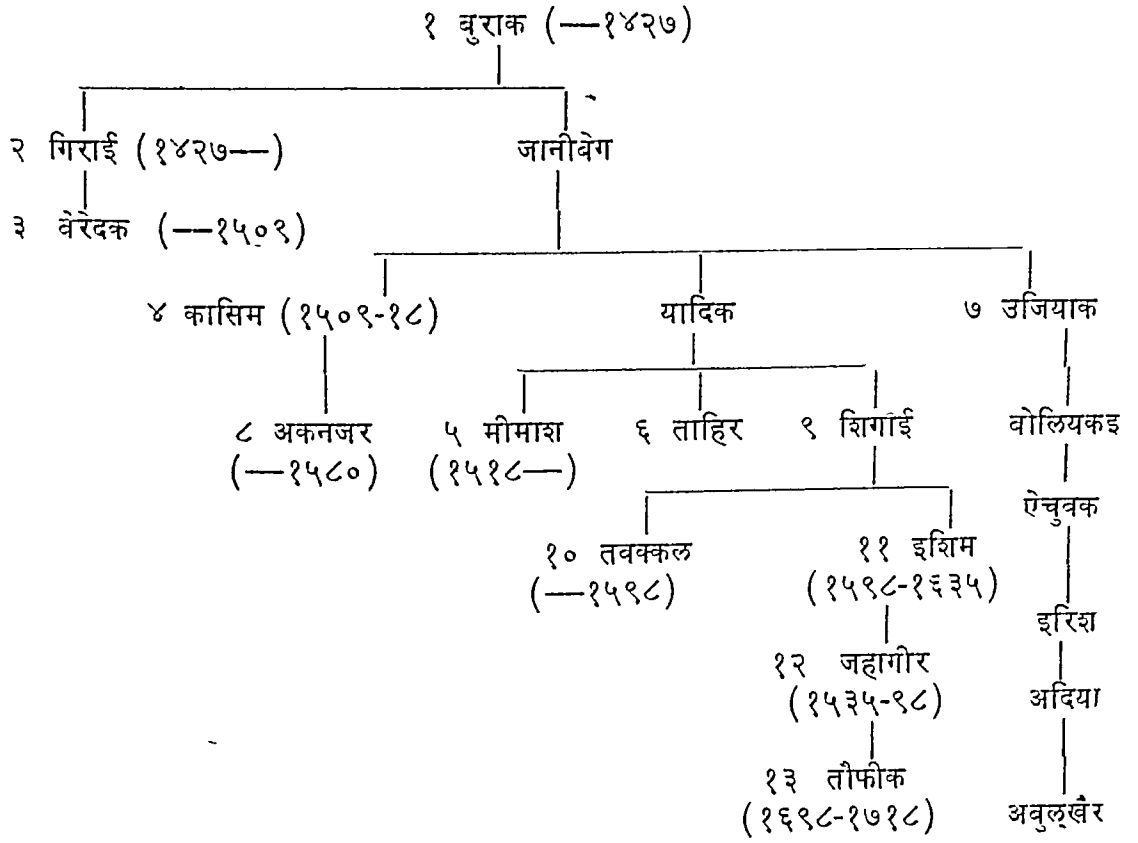 १ बुराक (—१४२७)
२ गिराई (१४२७—) जानीबेग
३ वेरेदक (—१५०९)
४ कासिम (१५०९-१८) यादिक ७ उजियाक
८ अकनजर ५ मीमाश ६ ताहिर ९ शिगाई वोलियकइ
(—१५८०) (१५१८—)
ऐचुवक
१० तवक्कल ११ इशिम
(—१५९८) (१५९८-१६३५)
इरिश
१२ जहागीर
(१५३५-९८) अदिया
१३ तौफीक
(१६९८-१७१८) अबुल्खैर